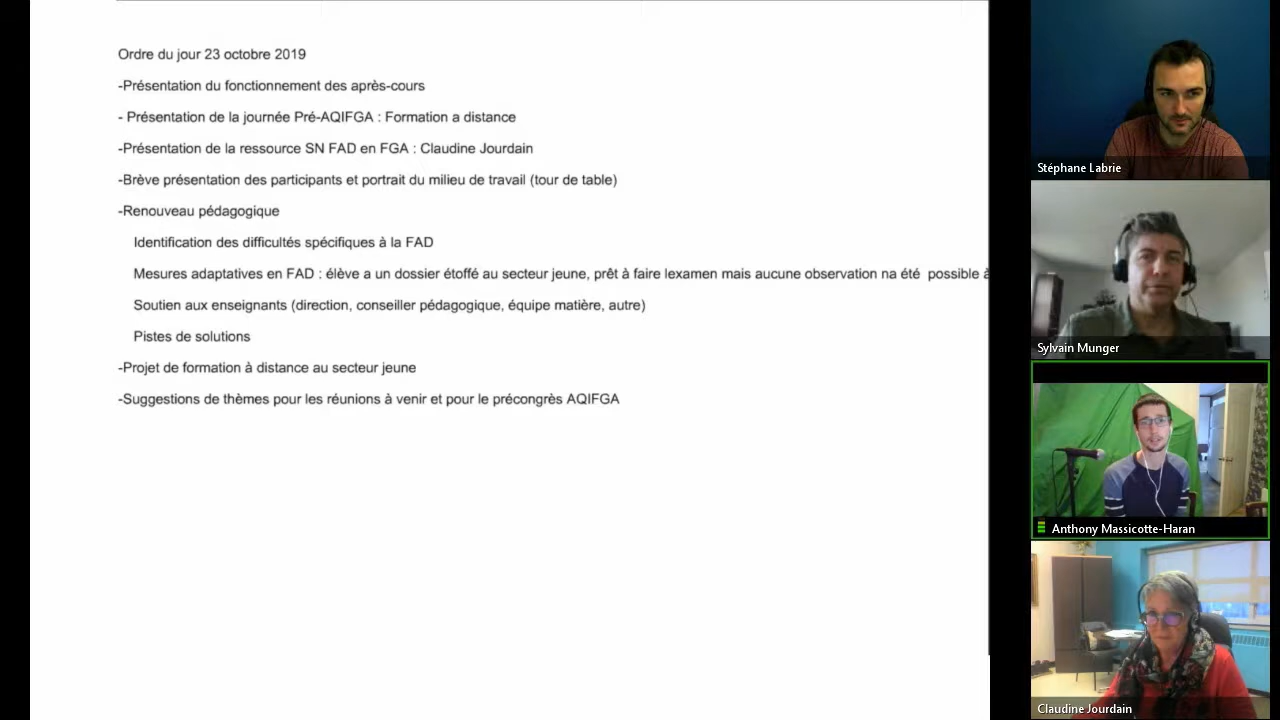 Ordre du jour 23 octobre 2019
-Présentation du fonctionnement des après-cours
- Présentation de la journée Pré-AQIFGA : Formation a distance
-Présentation de la ressource SN FAD en FGA : Claudine Jourdain
-Brève présentation des participants et portrait du milieu de travail (tour de table)
-Renouveau pédagogique
Identification des difficultés spécifiques à la FAD
Mesures adaptatives en FAD : élève a un dossier étoffé au secteur jeune, prêt à faire lexamen mais aucune observation na été possible à
Soutien aux enseignants (direction, conseiller pédagogique, équipe matière, autre)
Pistes de solutions
-Projet de formation à distance au secteur jeune
-Suggestions de thèmes pour les réunions à venir et pour le précongrès AQIFGA
Stéphane Labrie
Sylvain Munger
Anthony Massicotte-Haran
Claudine Jourdain